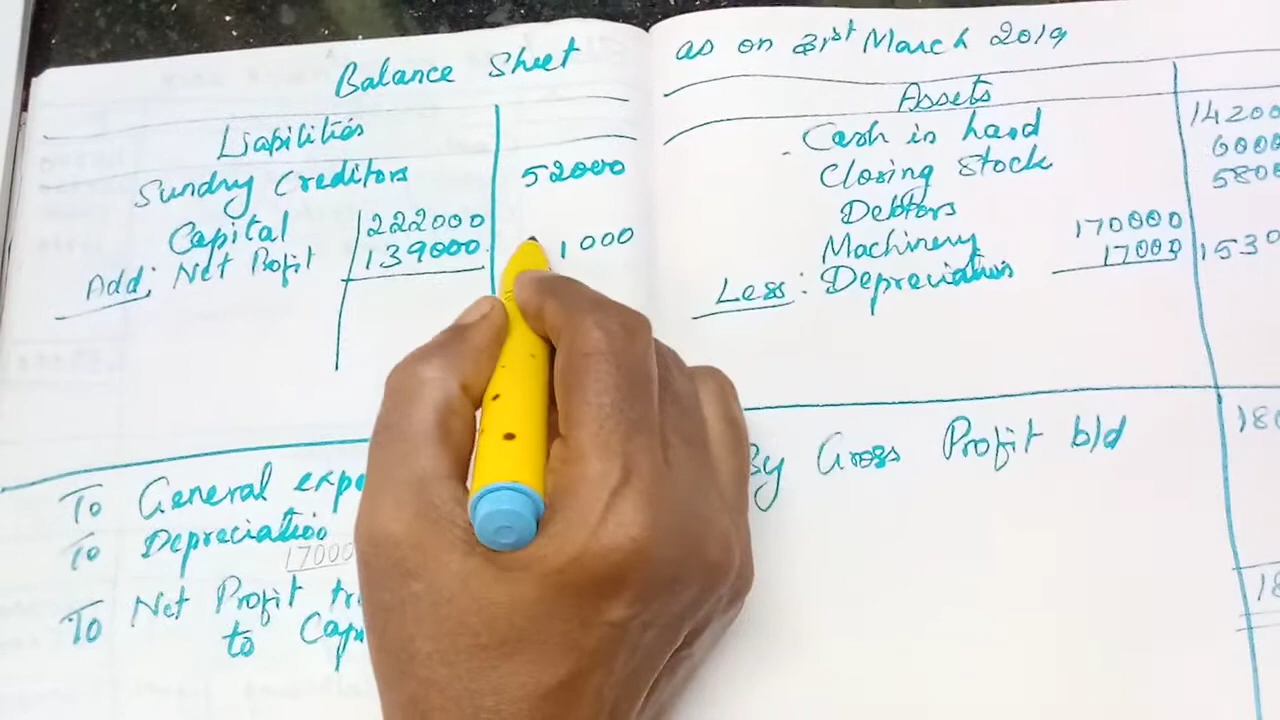 Balance Sheet as on 31st March 2019
Liabilities
Sundry Creditors 52000
Capital 222000
Add: Net Profit 139000 1000
Assets
Cash in hand 14200
Closing Stock 6000
Debtors 5800
Machinery 170000
Less: Depreciation 17000 1530
To General expe
To Depreciation
17000
To Net Profit tr
to Cap
By Gross Profit b/d 180
18